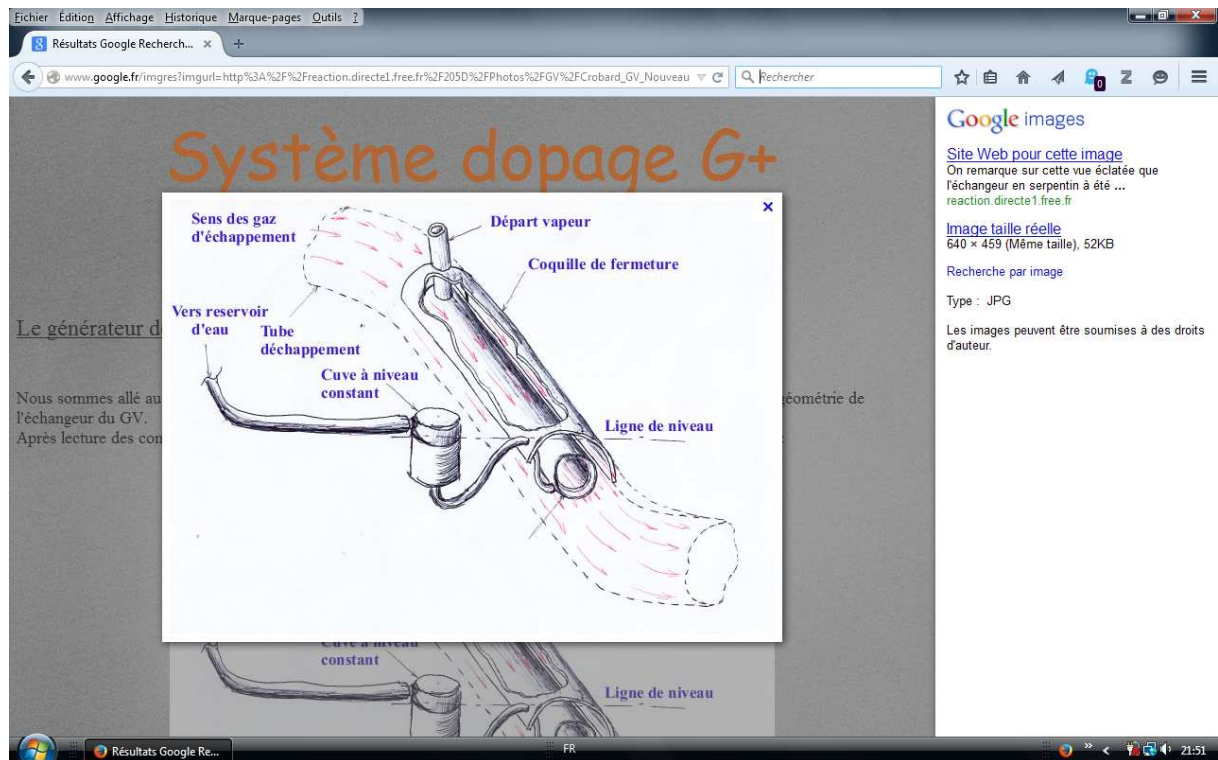 Fichier Édition Affichage Historique Marque-pages Outils ?
Résultats Google Recherch... × +
www.google.fr/imgres?imgurl=http%3A%2F%2Freaction.directe1.free.fr%2F205D%2FPhotos%2FGV%2FCrobard_GV_Nouveau
Rechercher
0
Système dopage G+
Sens des gaz
d'échappement
Départ vapeur
Coquille de fermeture
Vers reservoir
d'eau
Tube
déchappement
Cuve à niveau
constant
Ligne de niveau
Le générateur d
Nous sommes allé au
géométrie de
l'échangeur du GV.
Après lecture des con
Cuve à niveau
constant
Ligne de niveau
Google images
Site Web pour cette image
On remarque sur cette vue éclatée que
l'échangeur en serpentin à été ...
reaction.directe1.free.fr
Image taille réelle
640 × 459 (Même taille), 52KB
Recherche par image
Type : JPG
Les images peuvent être soumises à des droits
d'auteur.
Résultats Google Re...
FR
21:51